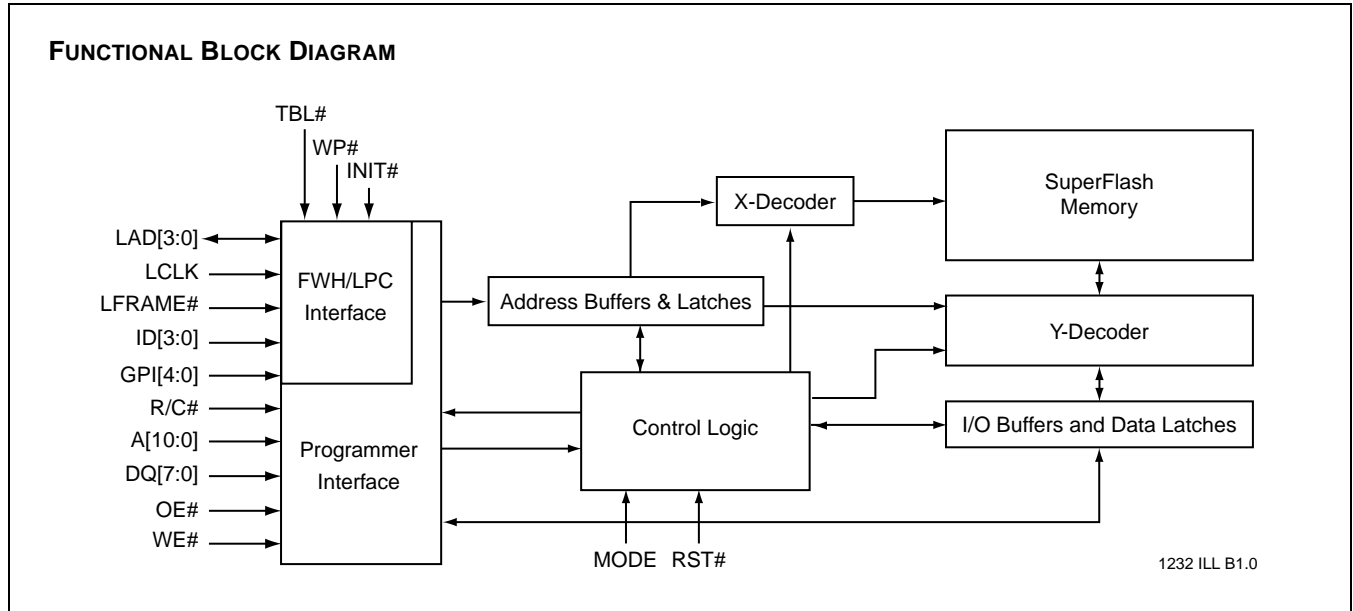 FUNCTIONAL BLOCK DIAGRAM
TBL#
WP#
INIT#
LAD[3:0]
LCLK
LFRAME#
ID[3:0]
GPI[4:0]
R/C#
A[10:0]
DQ[7:0]
OE#
WE#
FWH/LPC
Interface
Programmer
Interface
Address Buffers & Latches
X-Decoder
SuperFlash
Memory
Y-Decoder
Control Logic
I/O Buffers and Data Latches
MODE RST#
1232 ILL B1.0